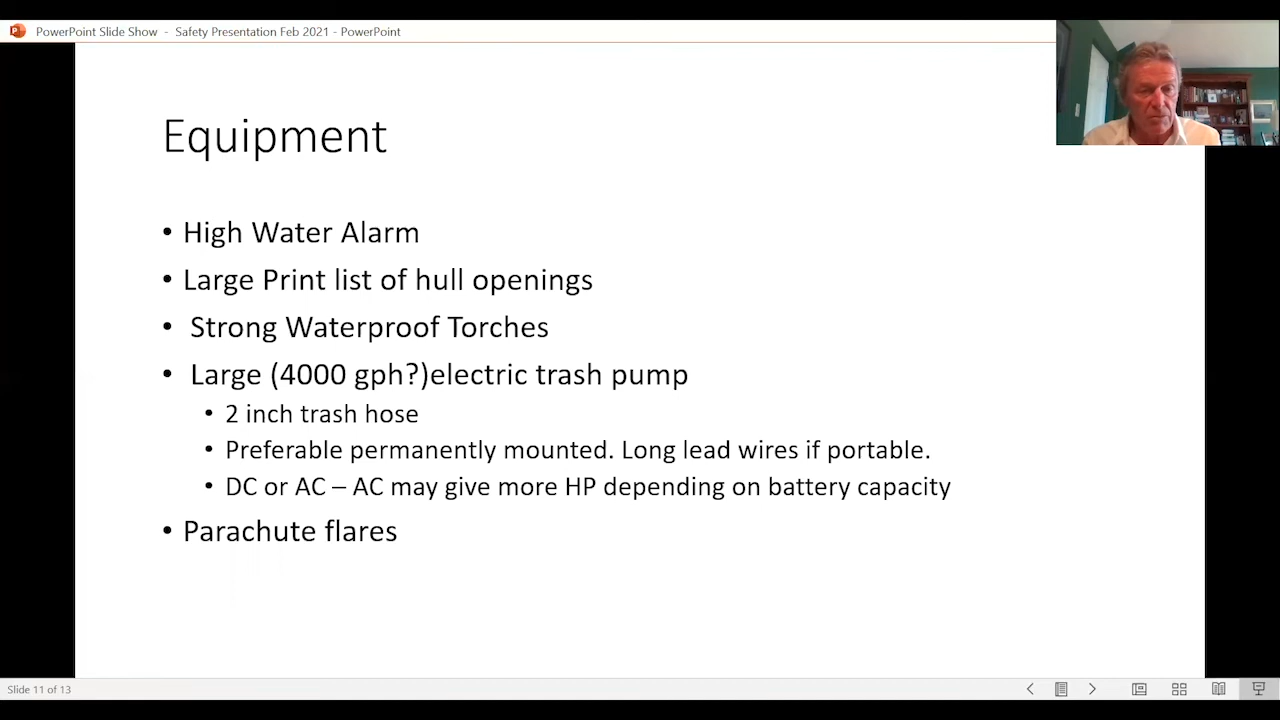 PowerPoint Slide Show - Safety Presentation Feb 2021 - PowerPoint
Equipment
• High Water Alarm
• Large Print list of hull openings
• Strong Waterproof Torches
• Large (4000 gph?)electric trash pump
• 2 inch trash hose
• Preferable permanently mounted. Long lead wires if portable.
• DC or AC – AC may give more HP depending on battery capacity
• Parachute flares
Slide 11 of 13